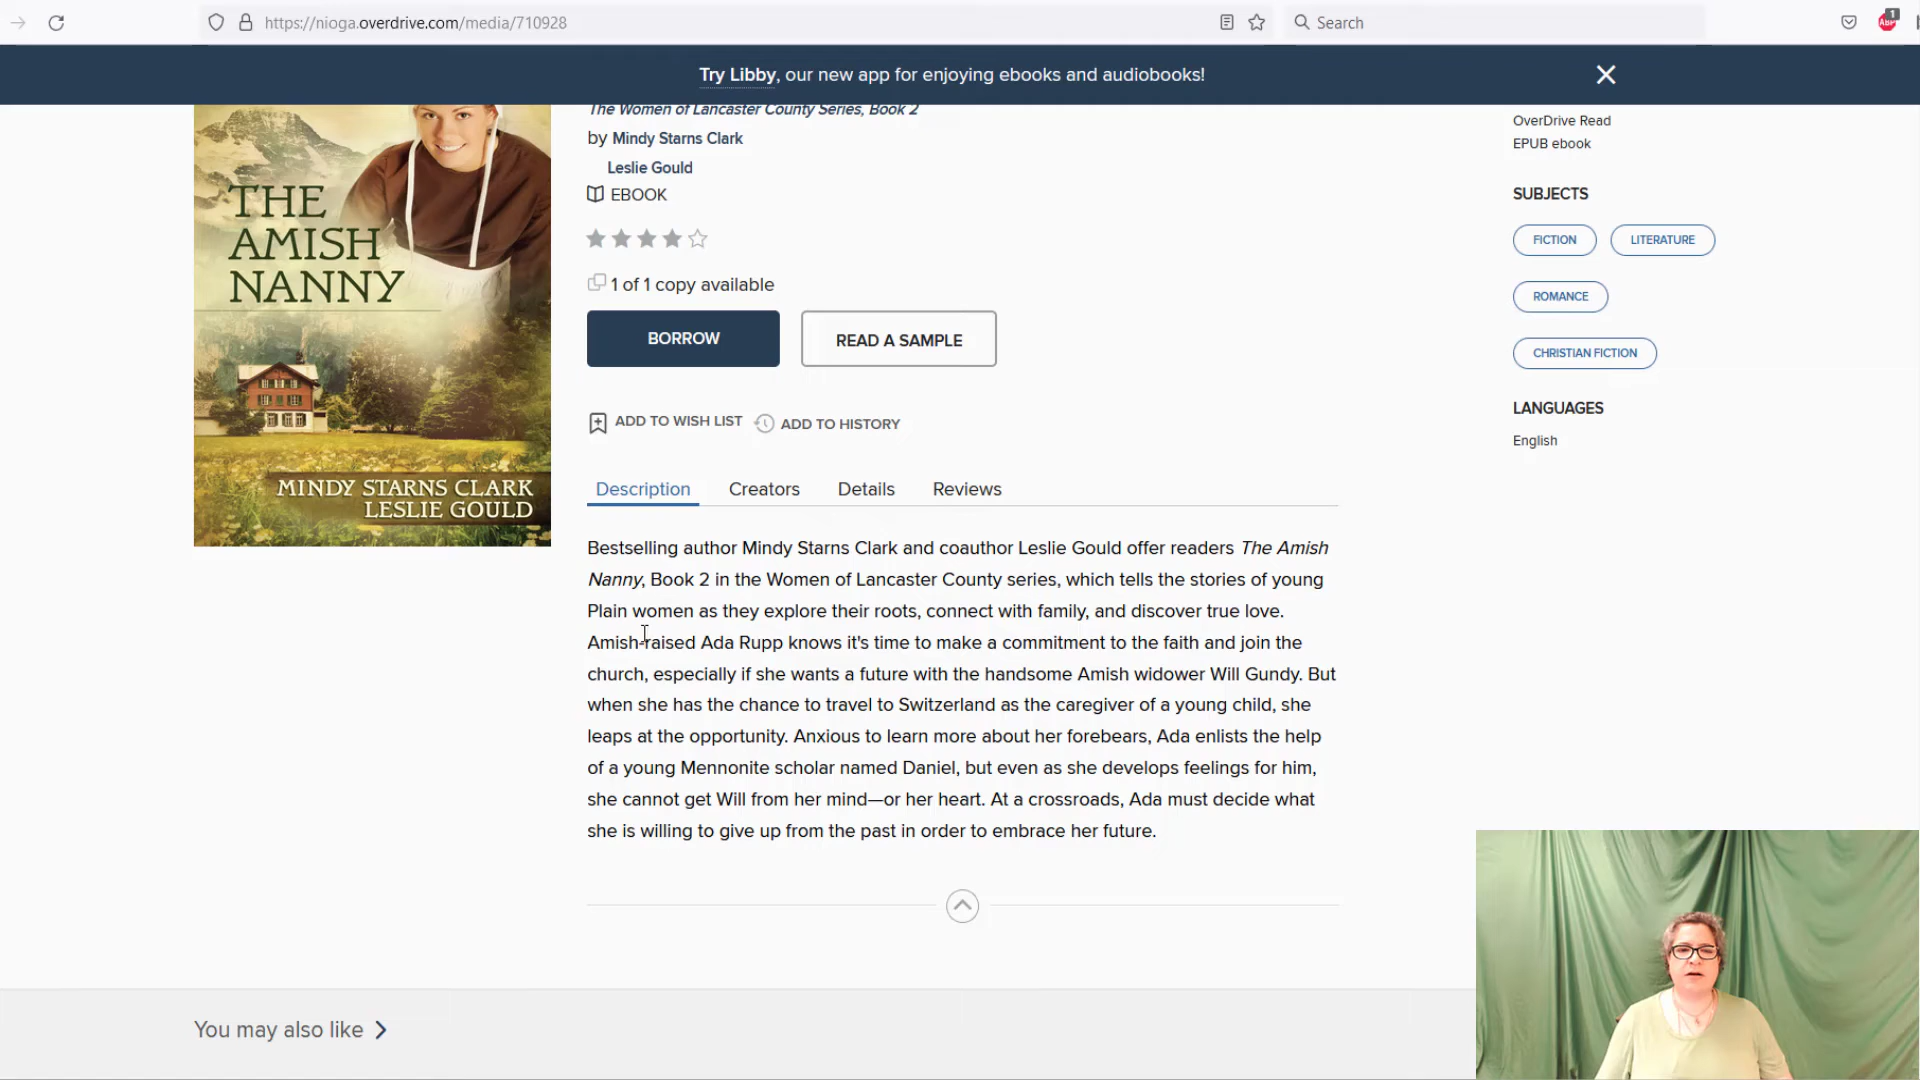 https://nioga.overdrive.com/media/710928
Search
1
Try Libby, our new app for enjoying ebooks and audiobooks!
The Women of Lancaster County Series, Book 2
by Mindy Starns Clark
Leslie Gould
EBOOK
1 of 1 copy available
BORROW
READ A SAMPLE
ADD TO WISH LIST
ADD TO HISTORY
THE
AMISH
NANNY
MINDY STARNS CLARK
LESLIE GOULD
Description
Creators
Details
Reviews
Bestselling author Mindy Starns Clark and coauthor Leslie Gould offer readers The Amish
Nanny, Book 2 in the Women of Lancaster County series, which tells the stories of young
Plain women as they explore their roots, connect with family, and discover true love.
Amish-raised Ada Rupp knows it's time to make a commitment to the faith and join the
church, especially if she wants a future with the handsome Amish widower Will Gundy. But
when she has the chance to travel to Switzerland as the caregiver of a young child, she
leaps at the opportunity. Anxious to learn more about her forebears, Ada enlists the help
of a young Mennonite scholar named Daniel, but even as she develops feelings for him,
she cannot get Will from her mind—or her heart. At a crossroads, Ada must decide what
she is willing to give up from the past in order to embrace her future.
OverDrive Read
EPUB ebook
SUBJECTS
FICTION
LITERATURE
ROMANCE
CHRISTIAN FICTION
LANGUAGES
English
You may also like